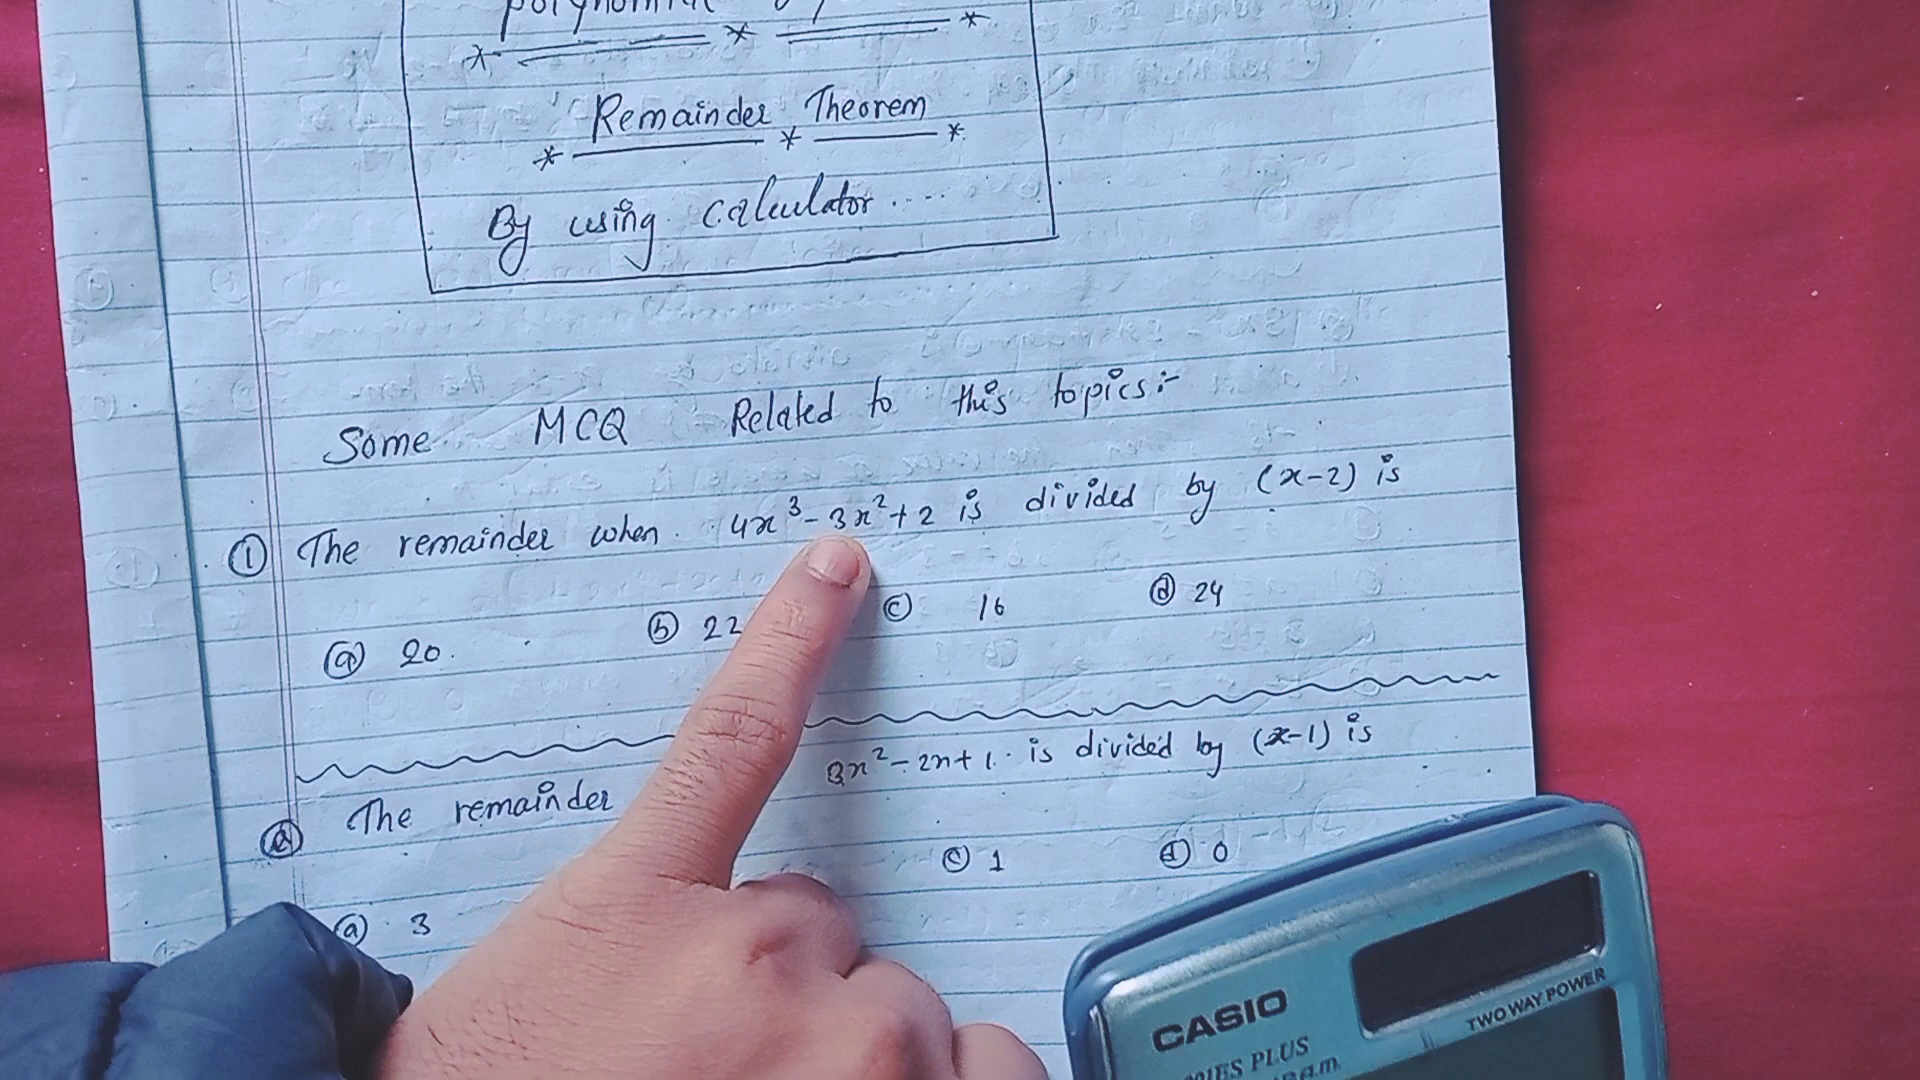 Remainder Theorem
By using calculator ....
Some MCQ Related to this topics:-
① The remainder when 4x³-3x²+2 is divided by (x-2) is
ⓐ 20. ⓑ 22 ⓒ 16 ⓓ 24
The remainder 3x²-2x+1 is divided by (x-1) is
ⓐ 3 ⓒ 1 ⓓ 0
CASIO
TWO WAY POWER
ES PLUS